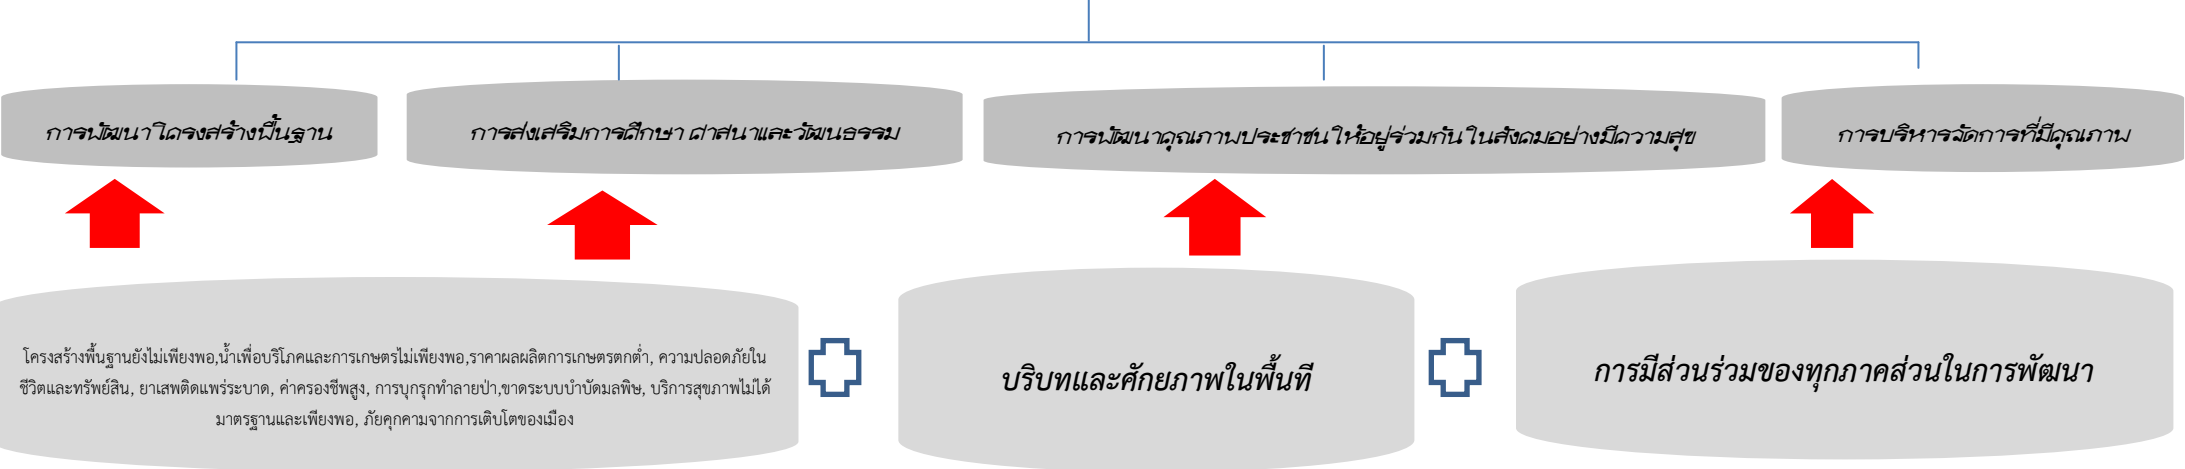 การพัฒนาโครงสร้างพื้นฐาน
การส่งเสริมการศึกษา ศาสนาและวัฒนธรรม
การพัฒนาคุณภาพประชาชนให้อยู่ร่วมกันในสังคมอย่างมีความสุข
การบริหารจัดการที่มีคุณภาพ
โครงสร้างพื้นฐานยังไม่เพียงพอ,น้ำเพื่อบริโภคและการเกษตรไม่เพียงพอ,ราคาผลผลิตการเกษตรตกต่ำ, ความปลอดภัยใน
ชีวิตและทรัพย์สิน, ยาเสพติดแพร่ระบาด, ค่าครองชีพสูง, การบุกรุกทำลายป่า,ขาดระบบบำบัดมลพิษ, บริการสุขภาพไม่ได้
มาตรฐานและเพียงพอ, ภัยคุกคามจากการเติบโตของเมือง
บริบทและศักยภาพในพื้นที่
การมีส่วนร่วมของทุกภาคส่วนในการพัฒนา